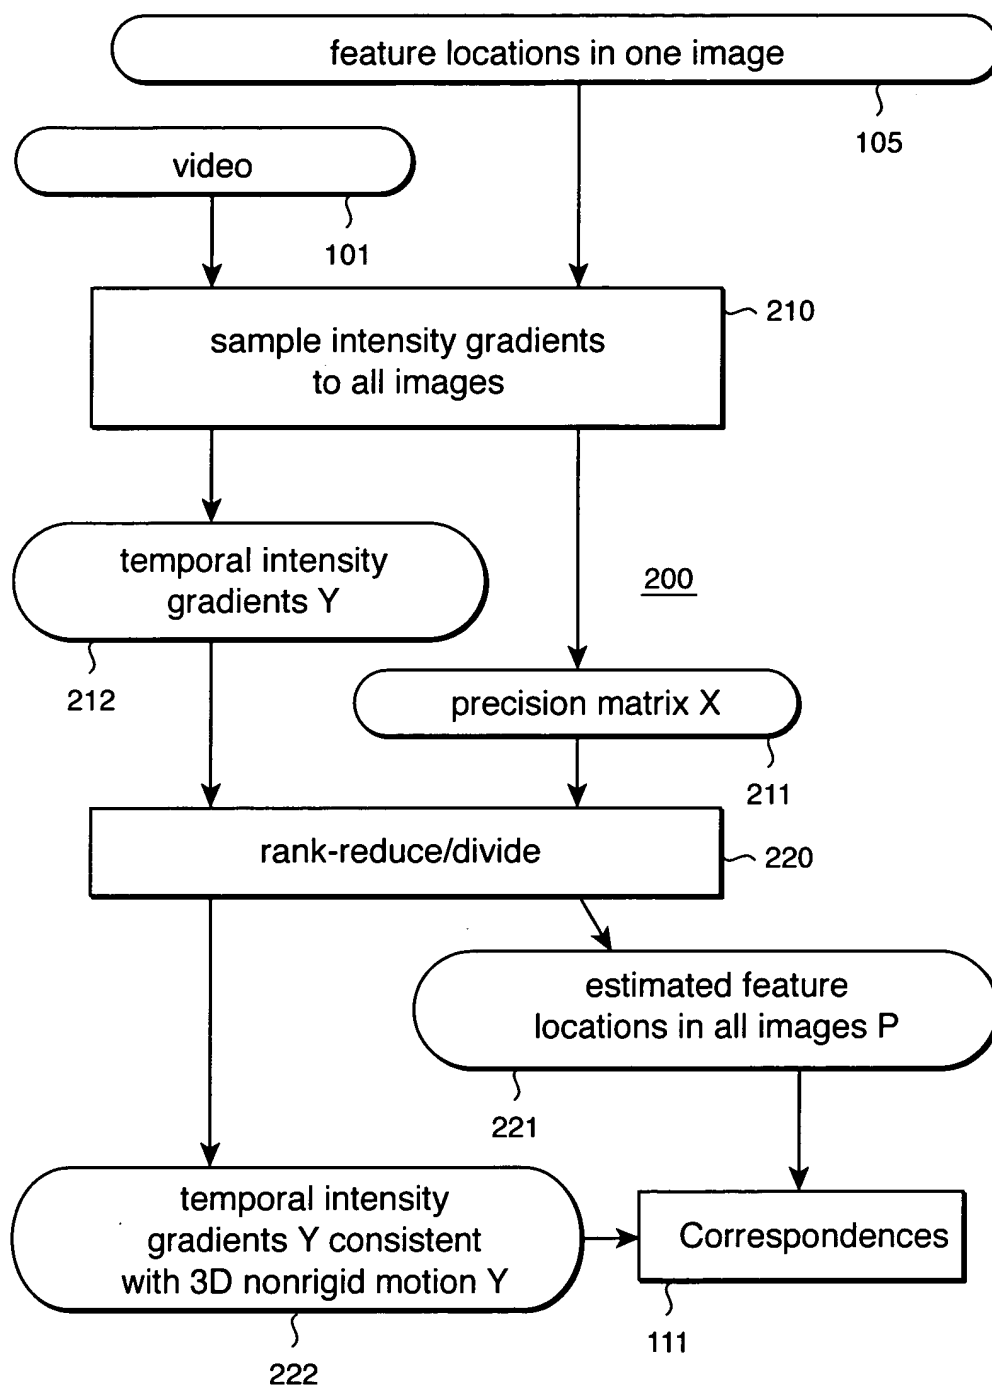 feature locations in one image
105
video
101
210
sample intensity gradients
to all images
temporal intensity
gradients Y
200
212
precision matrix X
211
rank-reduce/divide
220
estimated feature
locations in all images P
221
temporal intensity
gradients Y consistent
with 3D nonrigid motion Y
Correspondences
111
222